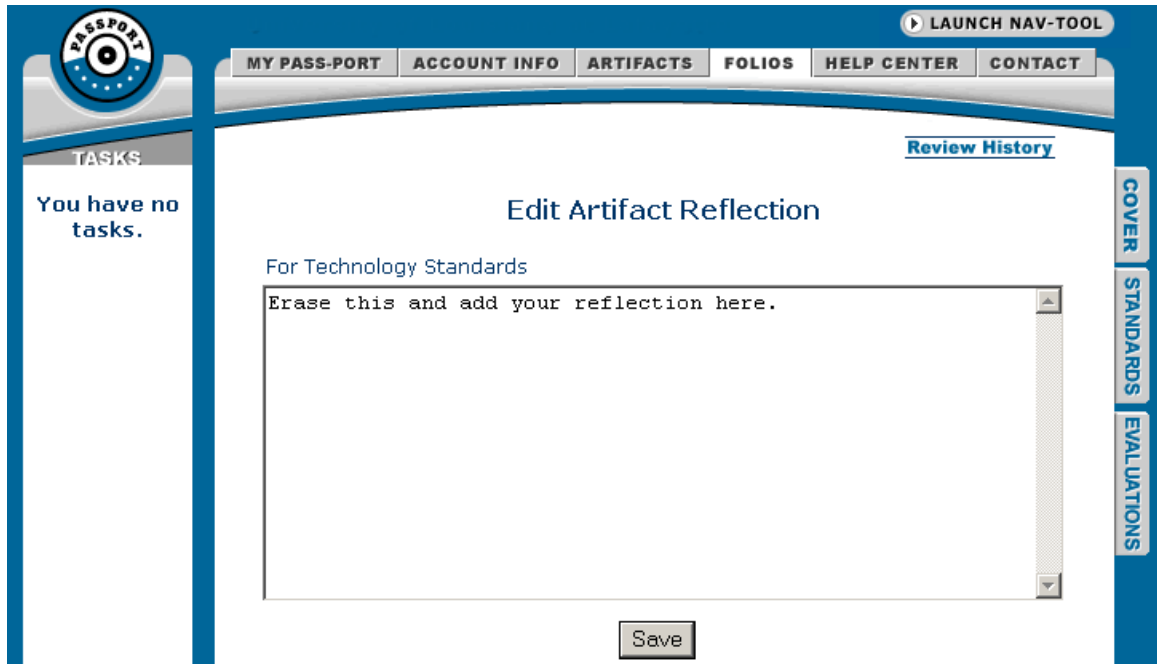 PASSPORT
LAUNCH NAV-TOOL
MY PASS-PORT ACCOUNT INFO ARTIFACTS FOLIOS HELP CENTER CONTACT
Review History
TASKS
You have no
tasks.
Edit Artifact Reflection
For Technology Standards
Erase this and add your reflection here.
Save
COVER
STANDARDS
EVALUATIONS